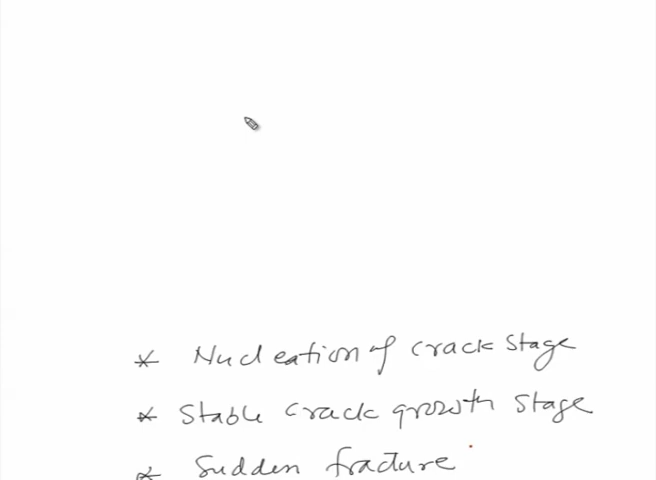 * Nucleation of crack stage
* Stable crack growth stage
* Sudden fracture